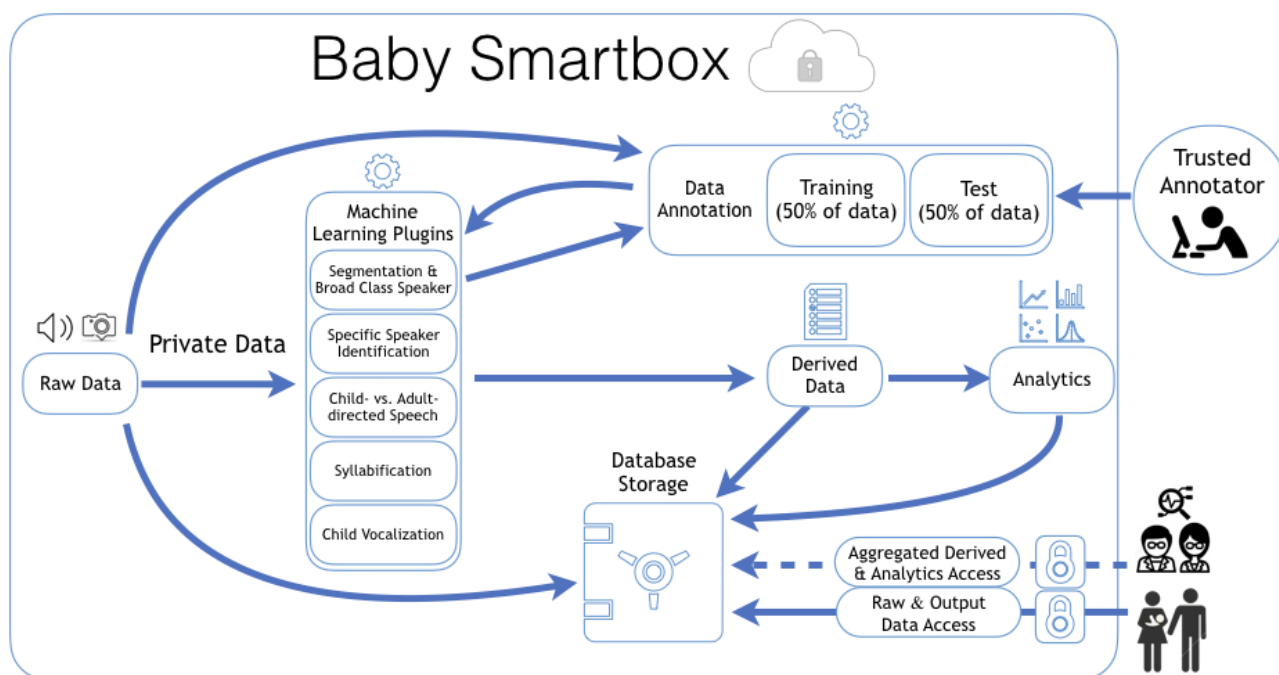 Baby Smartbox
Trusted
Annotator
Data
Annotation
Training
(50% of data)
Test
(50% of data)
Machine
Learning Plugins
Segmentation &
Broad Class Speaker
Specific Speaker
Identification
Child- vs. Adult-
directed Speech
Syllabification
Child Vocalization
Private Data
Raw Data
Derived
Data
Analytics
Database
Storage
Aggregated Derived
& Analytics Access
Raw & Output
Data Access